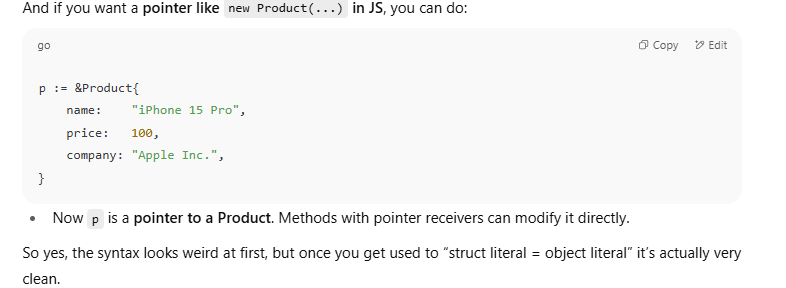 And if you want a pointer like new Product(...) in JS, you can do:
go
Copy
Edit
p := &Product{
    name:    "iPhone 15 Pro",
    price:   100,
    company: "Apple Inc.",
}
• Now p is a pointer to a Product. Methods with pointer receivers can modify it directly.
So yes, the syntax looks weird at first, but once you get used to “struct literal = object literal” it’s actually very
clean.